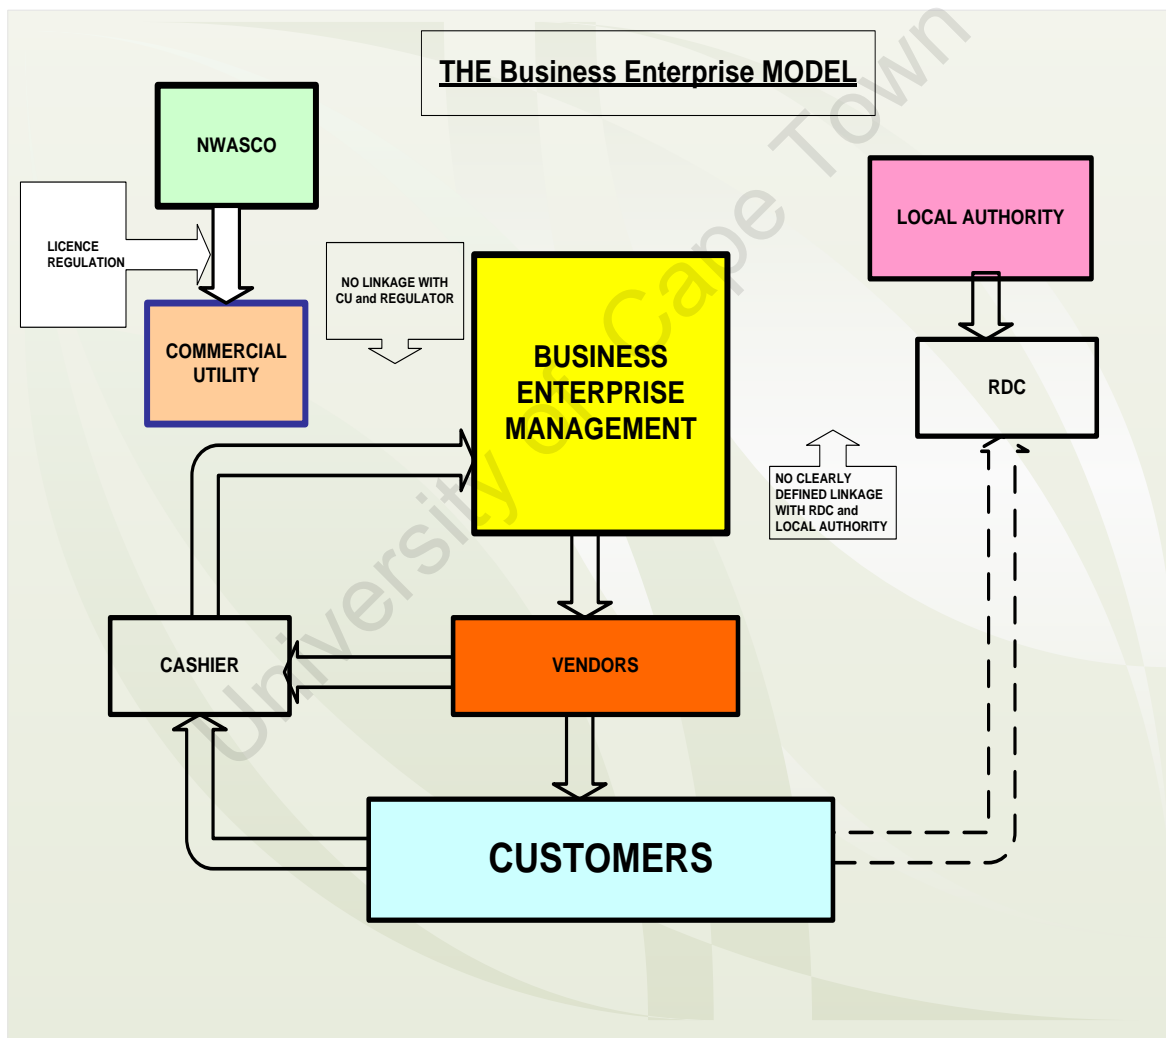 THE Business Enterprise MODEL
NWASCO
LOCAL AUTHORITY
LICENCE
REGULATION
NO LINKAGE WITH
CU and REGULATOR
COMMERCIAL
UTILITY
BUSINESS
ENTERPRISE
MANAGEMENT
RDC
NO CLEARLY
DEFINED LINKAGE
WITH RDC and
LOCAL AUTHORITY
CASHIER
VENDORS
CUSTOMERS
University of Cape Town